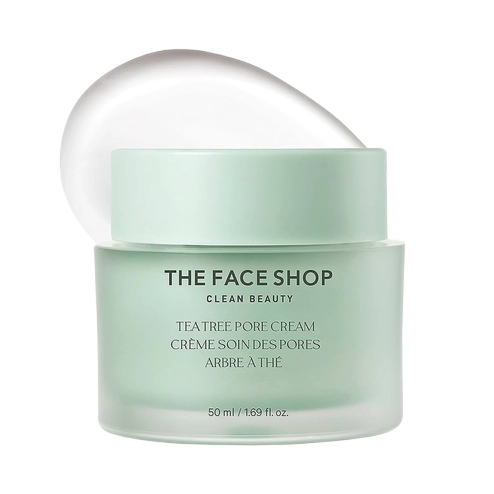 THE FACE SHOP
CLEAN BEAUTY
TEA TREE PORE CREAM
CRÈME SOIN DES PORES
ARBRE À THÉ
50 ml / 1.69 fl. oz.